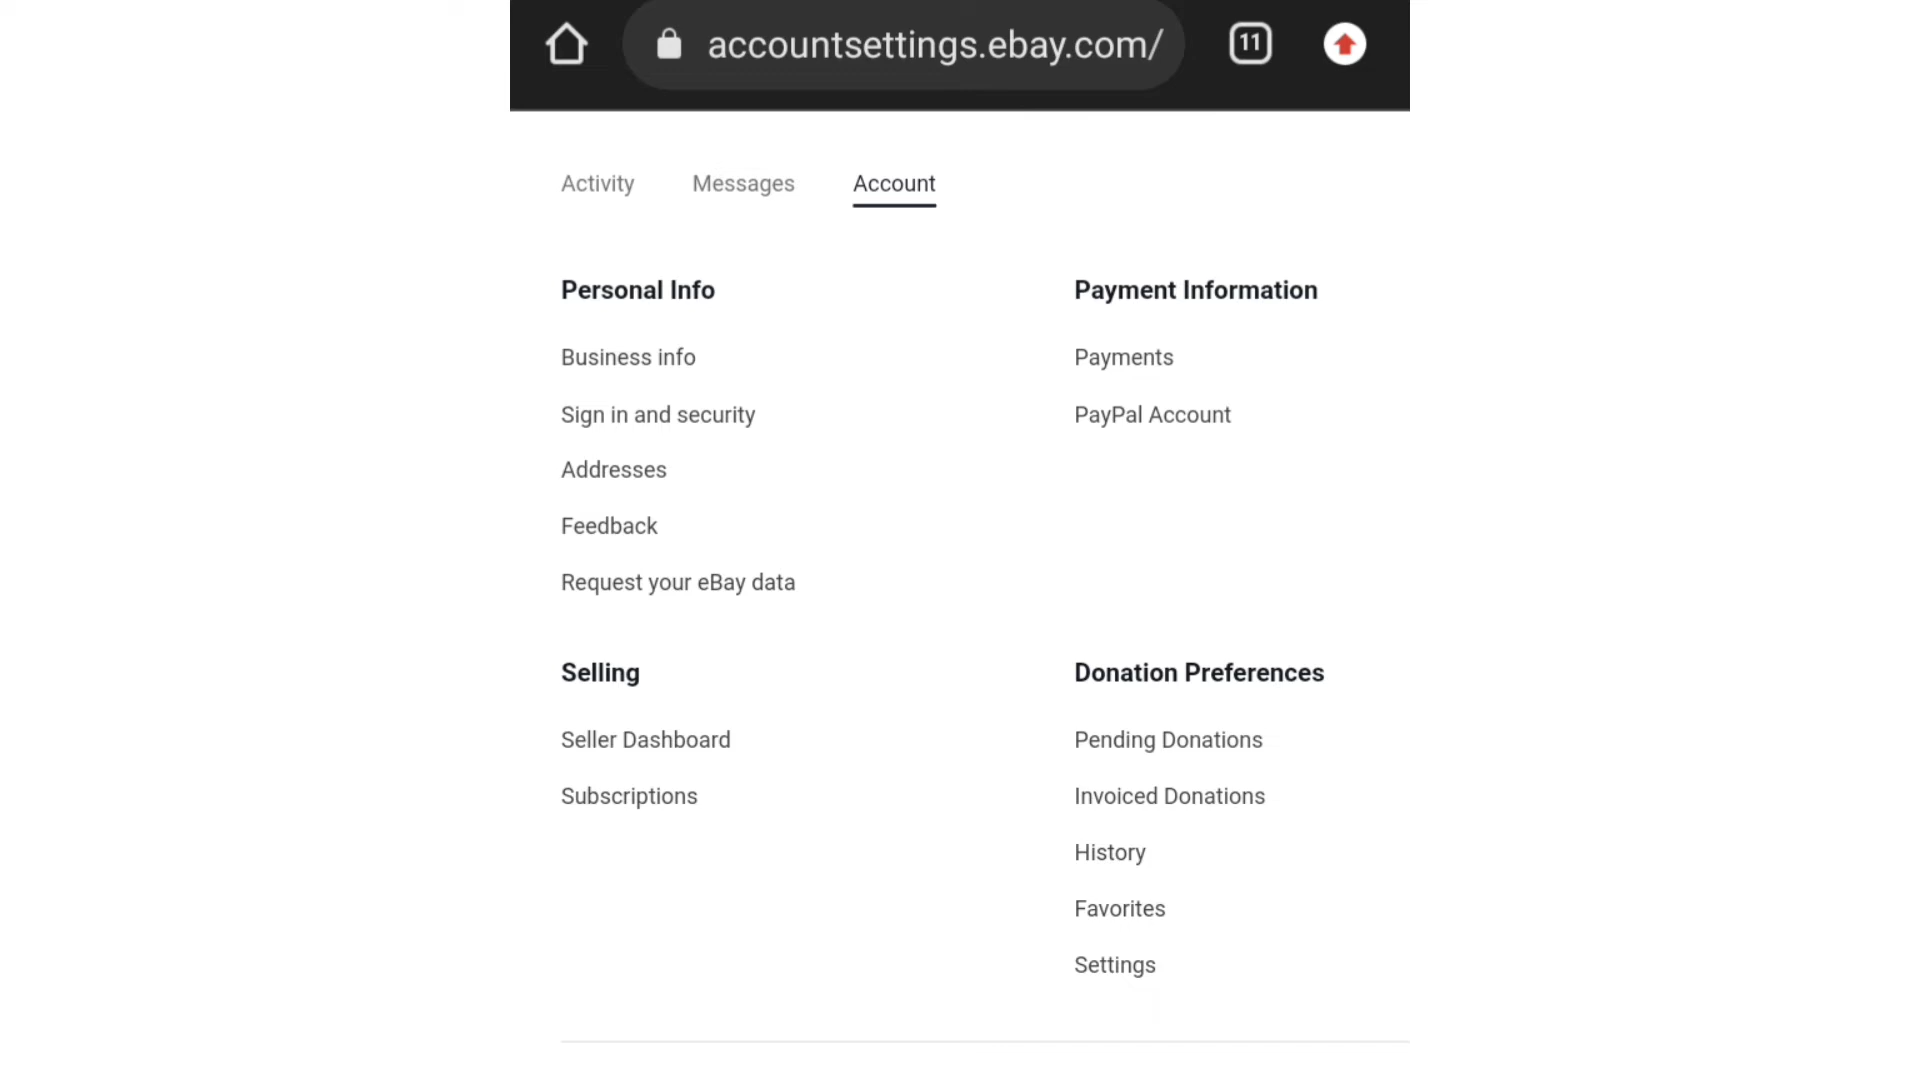 accountsettings.ebay.com/
11
Activity
Messages
Account
Personal Info
Business info
Sign in and security
Addresses
Feedback
Request your eBay data
Payment Information
Payments
PayPal Account
Selling
Seller Dashboard
Subscriptions
Donation Preferences
Pending Donations
Invoiced Donations
History
Favorites
Settings